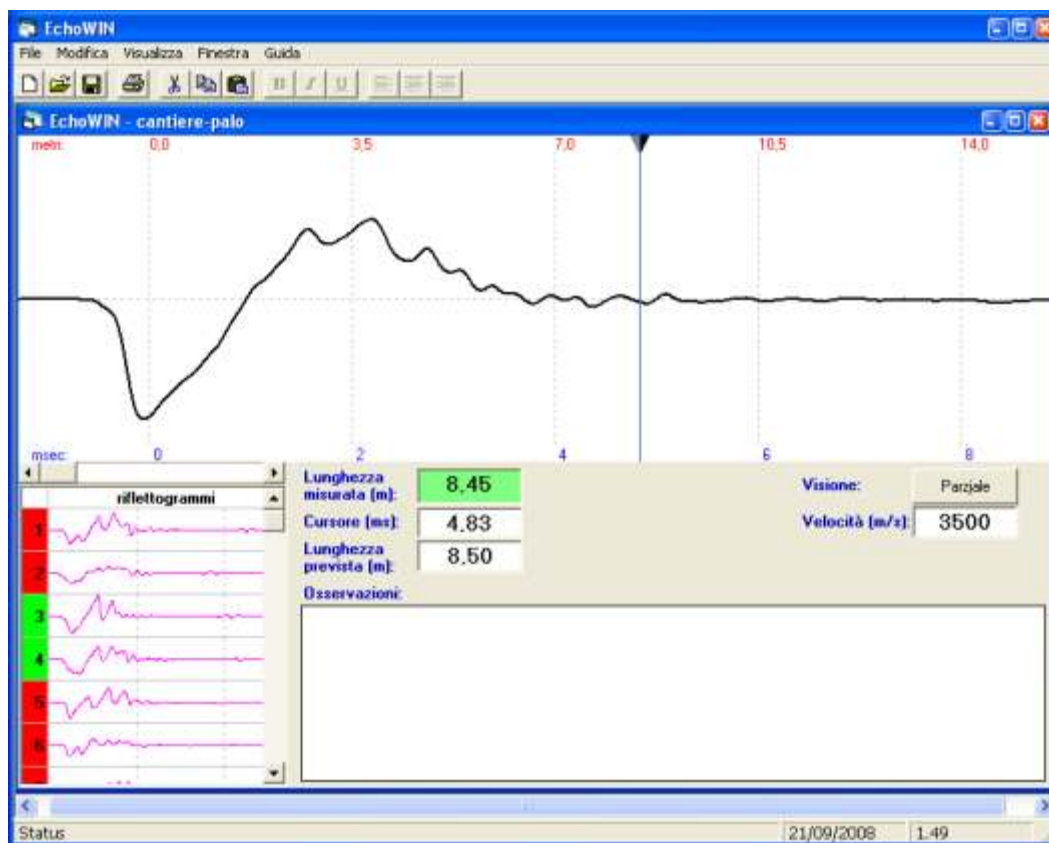 EchoWIN
File Modifica Visualizza Finestra Guida
EchoWIN - cantiere-palo
metri: 0,0 3,5 7,0 10,5 14,0
msec: 0 2 4 6 8
riflettogrammi
1
2
3
4
5
6
Lunghezza
misurata (m): 8,45
Cursore (ms): 4,83
Lunghezza
prevista (m): 8,50
Osservazioni:
Visione: Parziale
Velocità (m/s): 3500
Status 21/09/2008 1.49